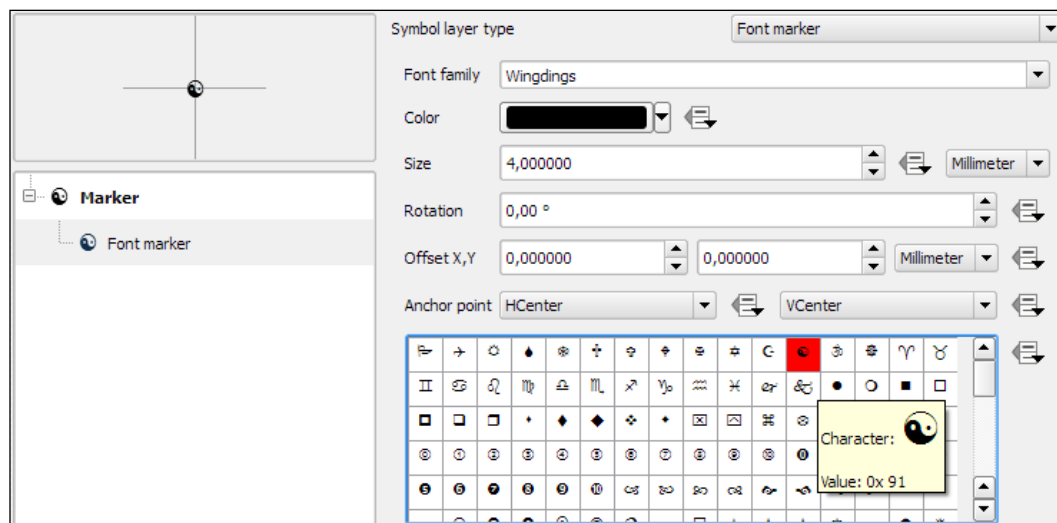 Symbol layer type Font marker
Font family Wingdings
Color
Size 4,000000 Millimeter
Marker
Rotation 0,00 °
Font marker
Offset X,Y 0,000000 0,000000 Millimeter
Anchor point HCenter VCenter
Character:
Value: 0x 91